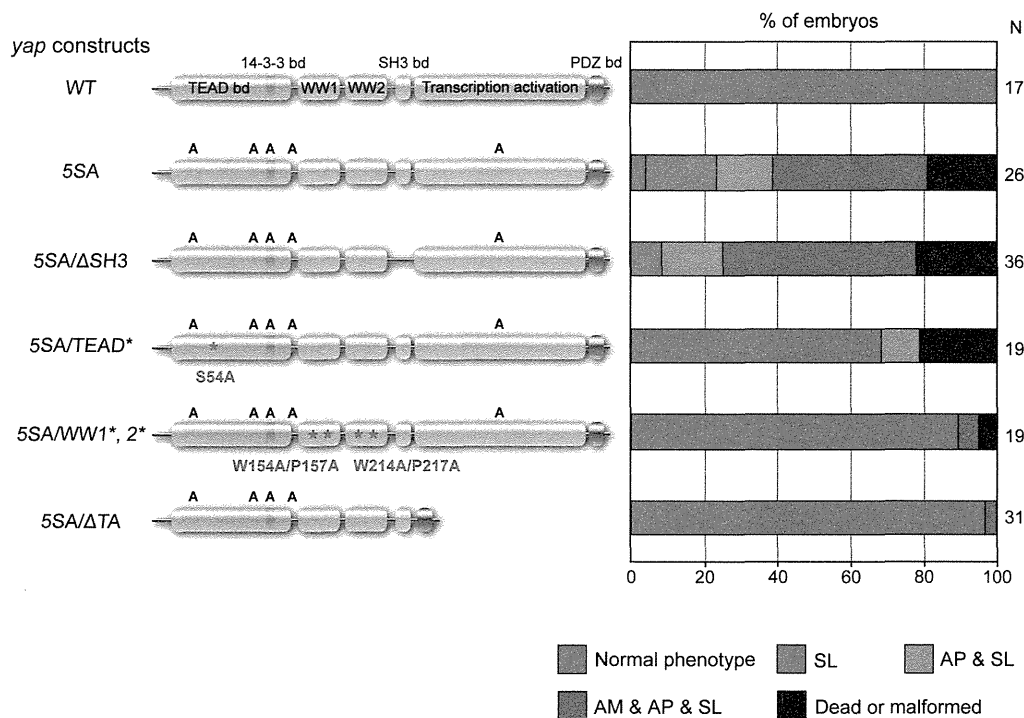 % of embryos
N
yap constructs
14-3-3 bd
SH3 bd
PDZ bd
WT
TEAD bd
WW1
WW2
Transcription activation
17
A A A A A
5SA
26
A A A A A
5SA/ΔSH3
36
A A A A A
5SA/TEAD*
*
19
S54A
A A A A A
5SA/WW1*, 2*
* * * *
19
W154A/P157A
W214A/P217A
A A A A
5SA/ΔTA
31
0 20 40 60 80 100
Normal phenotype
SL
AP & SL
AM & AP & SL
Dead or malformed